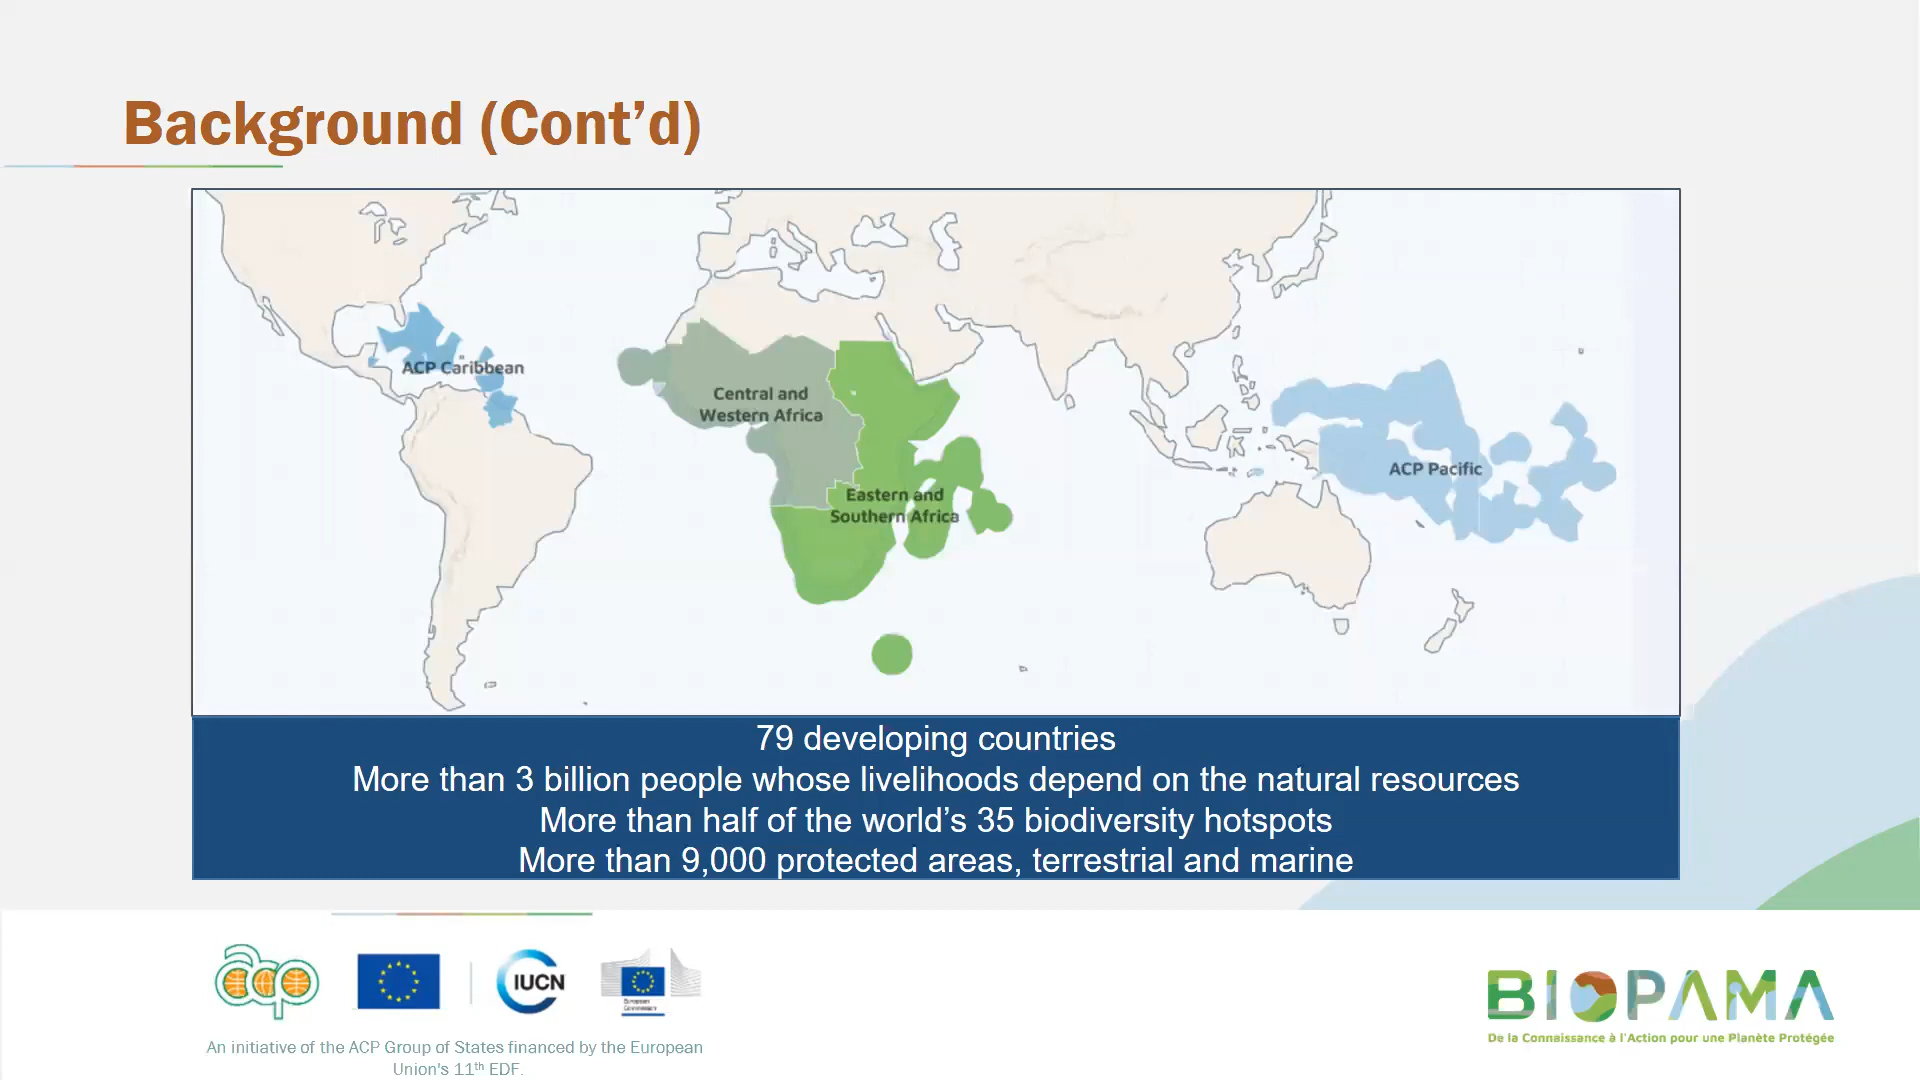 Background (Cont’d)
ACP Caribbean
Central and
Western Africa
Eastern and
Southern Africa
ACP Pacific
79 developing countries
More than 3 billion people whose livelihoods depend on the natural resources
More than half of the world’s 35 biodiversity hotspots
More than 9,000 protected areas, terrestrial and marine
acp
IUCN
European
Commission
An initiative of the ACP Group of States financed by the European
Union's 11th EDF.
BIOPAMA
De la Connaissance à l'Action pour une Planète Protégée